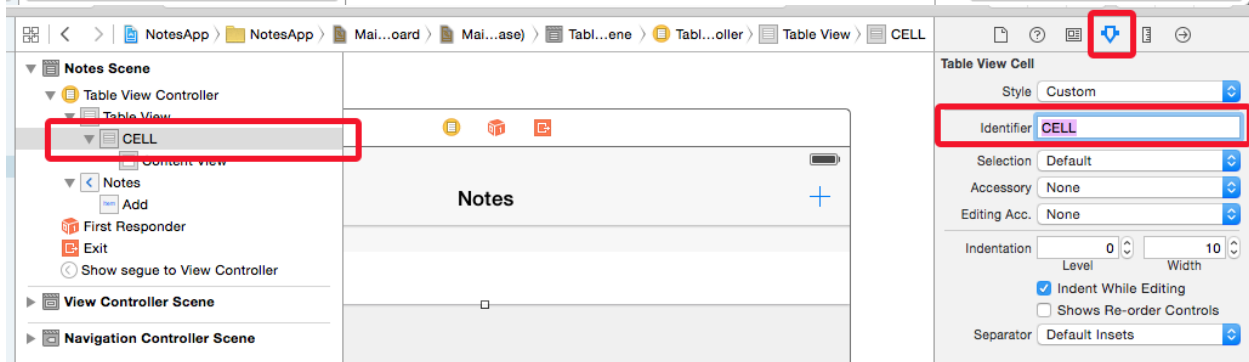 NotesApp NotesApp Mai...oard Mai...ase) Tabl...ene Tabl...oller Table View CELL
Notes Scene
Table View Controller
Table View
CELL
Content View
Notes
Add
First Responder
Exit
Show segue to View Controller
View Controller Scene
Navigation Controller Scene
Notes
Table View Cell
Style Custom
Identifier CELL
Selection Default
Accessory None
Editing Acc. None
Indentation 0 10
Level Width
Indent While Editing
Shows Re-order Controls
Separator Default Insets